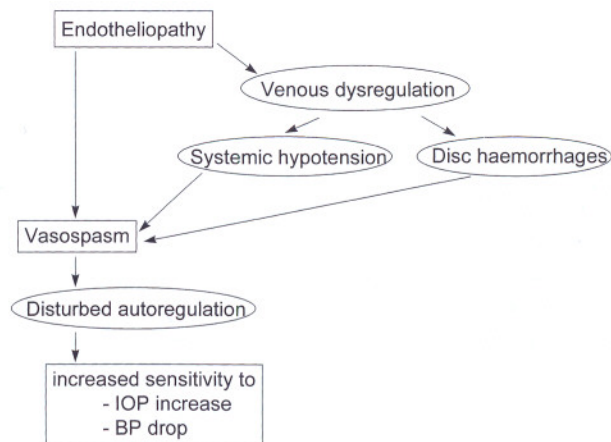 Endotheliopathy
Venous dysregulation
Systemic hypotension
Disc haemorrhages
Vasospasm
Disturbed autoregulation
increased sensitivity to
- IOP increase
- BP drop